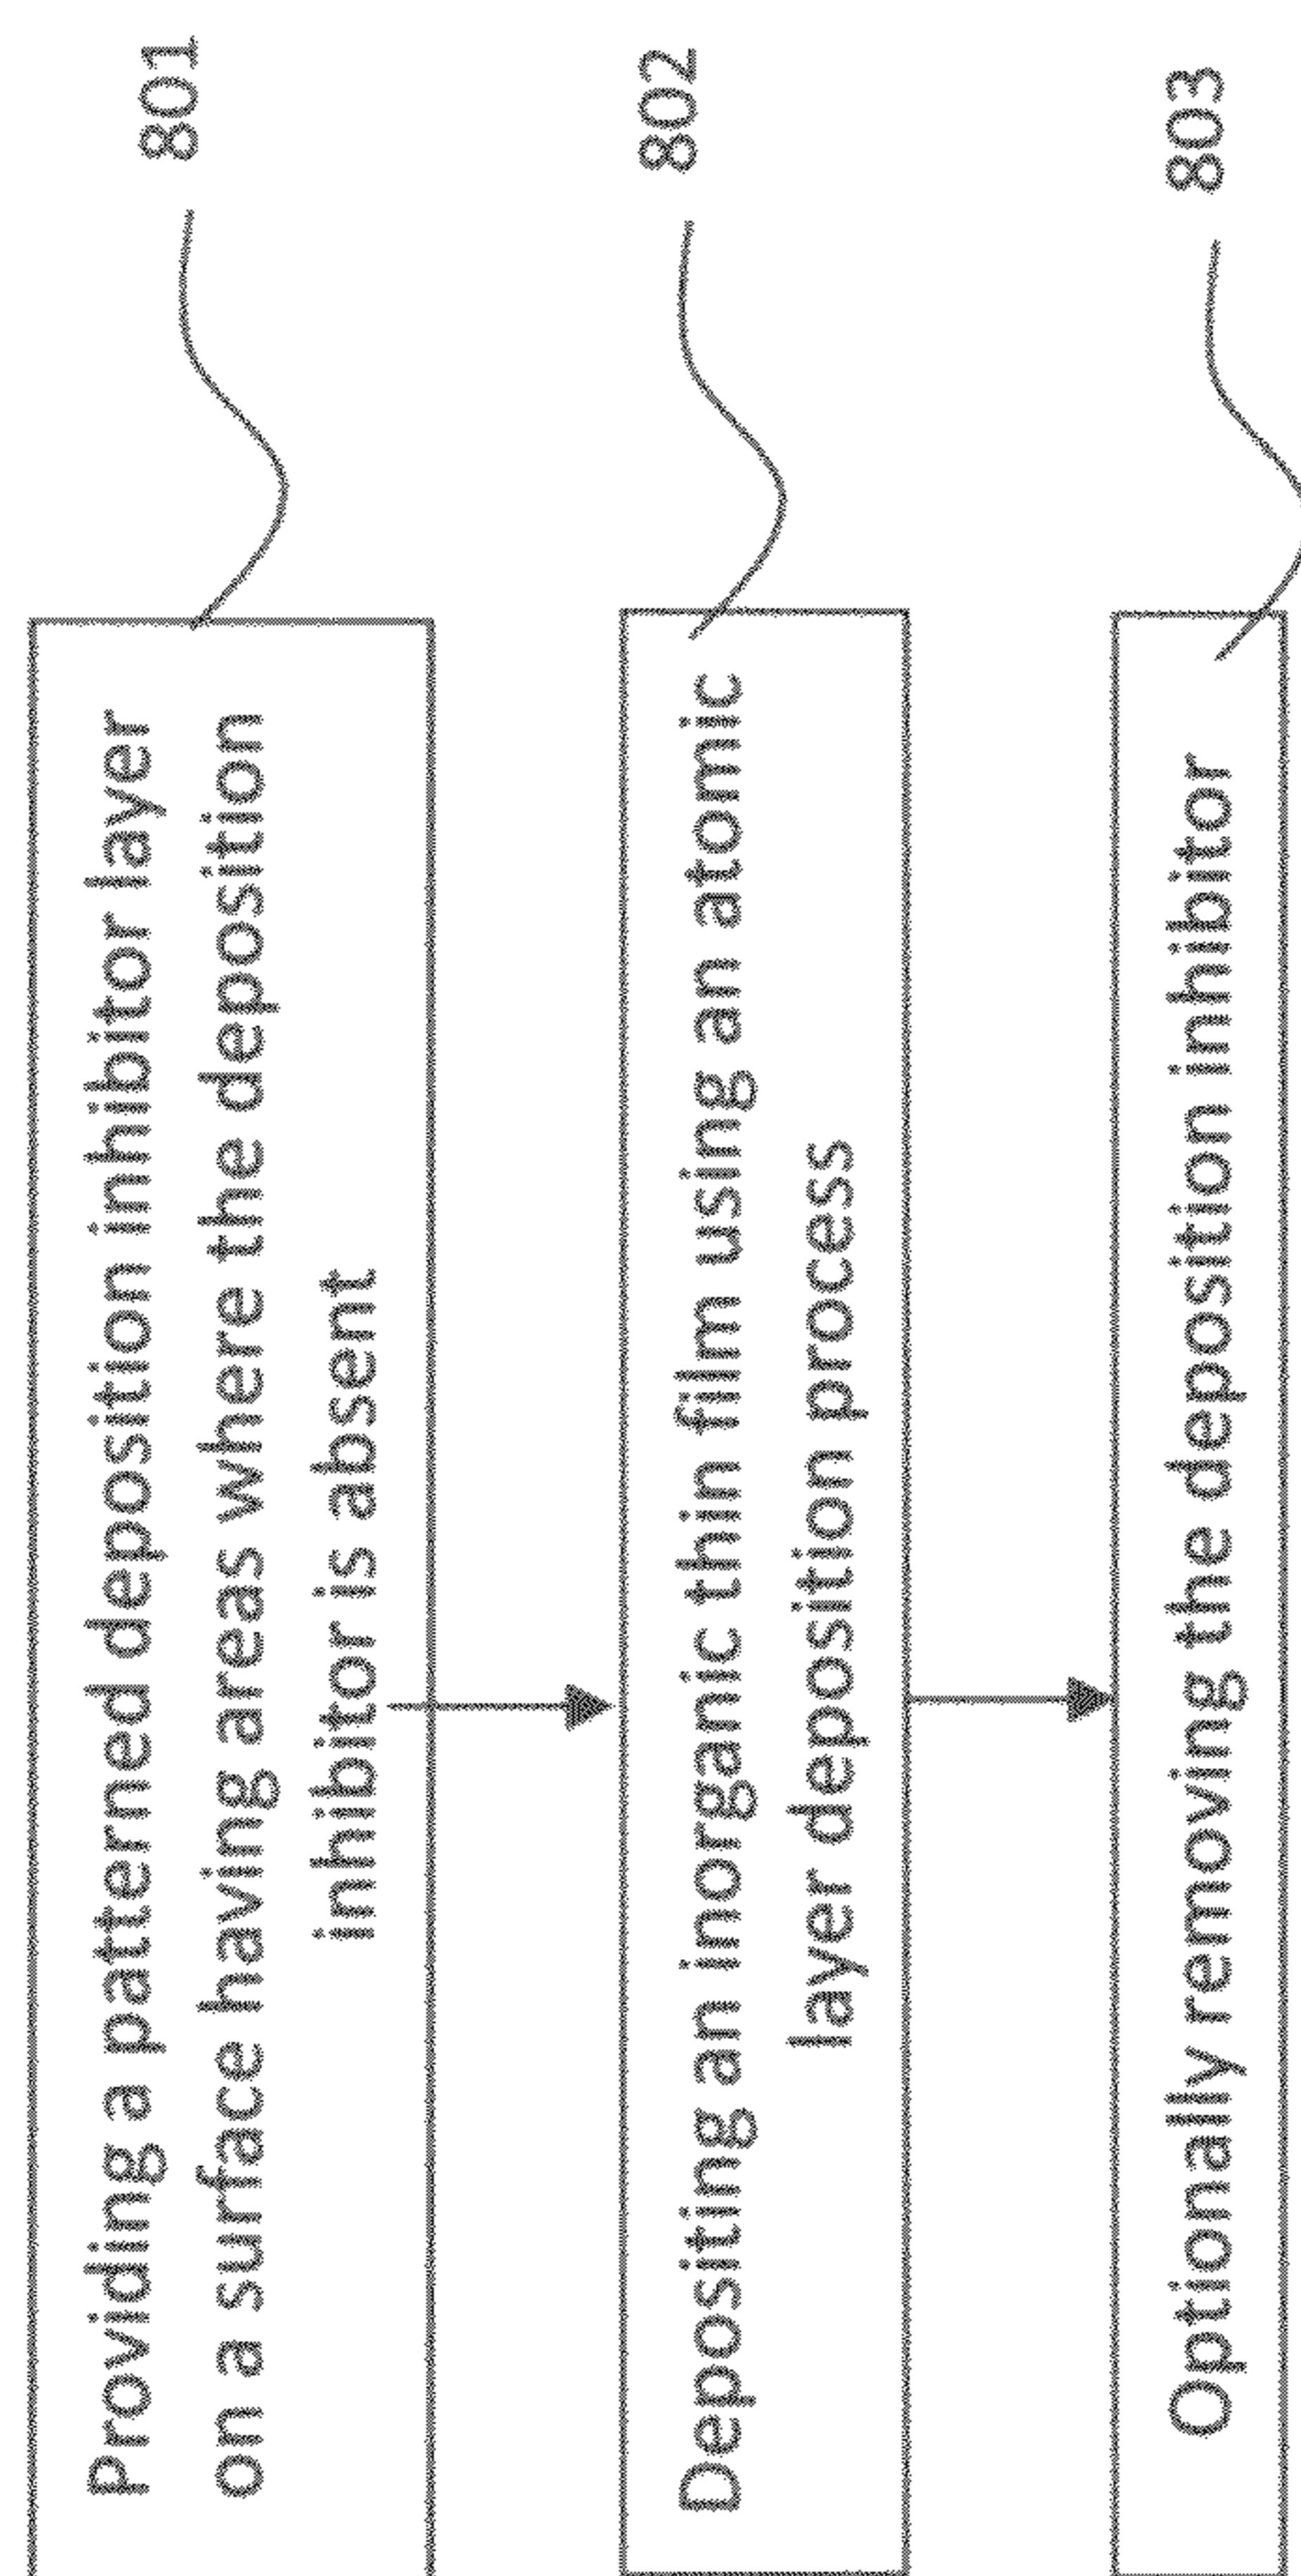 Providing a patterned deposition inhibitor layer
on a surface having areas where the deposition
inhibitor is absent
801
Depositing an inorganic thin film using an atomic
layer deposition process
802
Optionally removing the deposition inhibitor
803